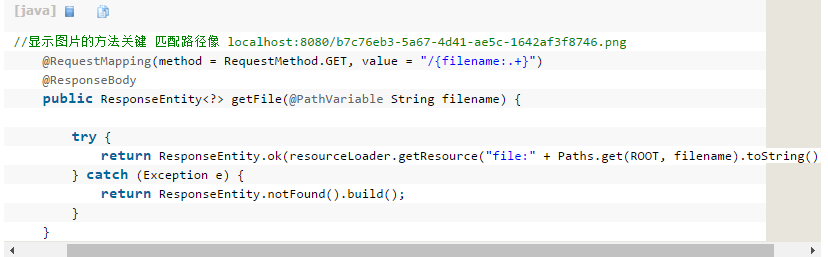 [java]
//显示图片的方法关键 匹配路径像 localhost:8080/b7c76eb3-5a67-4d41-ae5c-1642af3f8746.png
@RequestMapping(method = RequestMethod.GET, value = "/{filename:.+}")
@ResponseBody
public ResponseEntity<?> getFile(@PathVariable String filename) {
try {
return ResponseEntity.ok(resourceLoader.getResource("file:" + Paths.get(ROOT, filename).toString()
} catch (Exception e) {
return ResponseEntity.notFound().build();
}
}